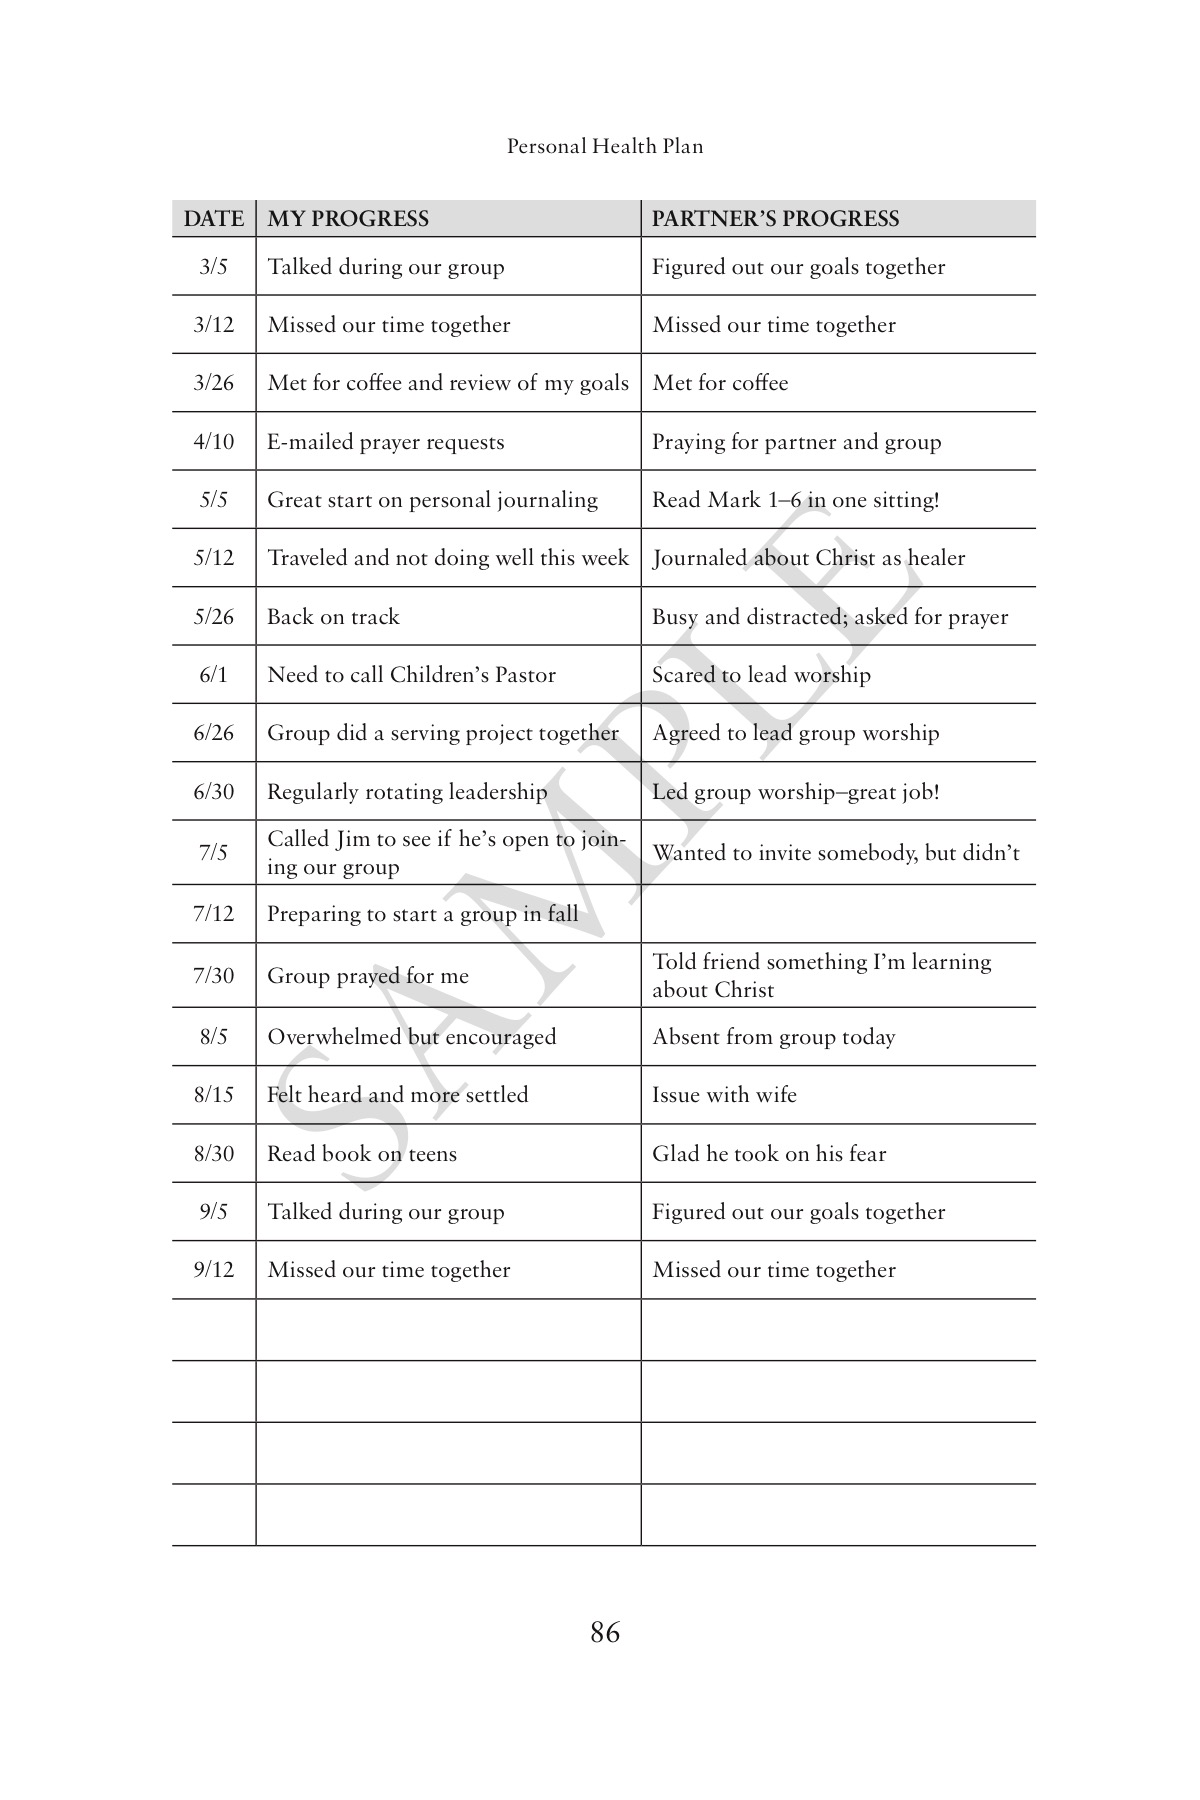 Personal Health Plan
DATE MY PROGRESS PARTNER’S PROGRESS
3/5 Talked during our group Figured out our goals together
3/12 Missed our time together Missed our time together
3/26 Met for coffee and review of my goals Met for coffee
4/10 E-mailed prayer requests Praying for partner and group
5/5 Great start on personal journaling Read Mark 1–6 in one sitting!
5/12 Traveled and not doing well this week Journaled about Christ as healer
5/26 Back on track Busy and distracted; asked for prayer
6/1 Need to call Children’s Pastor Scared to lead worship
6/26 Group did a serving project together Agreed to lead group worship
6/30 Regularly rotating leadership Led group worship–great job!
7/5 Called Jim to see if he’s open to join-
ing our group Wanted to invite somebody, but didn’t
7/12 Preparing to start a group in fall
7/30 Group prayed for me Told friend something I’m learning
about Christ
8/5 Overwhelmed but encouraged Absent from group today
8/15 Felt heard and more settled Issue with wife
8/30 Read book on teens Glad he took on his fear
9/5 Talked during our group Figured out our goals together
9/12 Missed our time together Missed our time together
SAMPLE
86